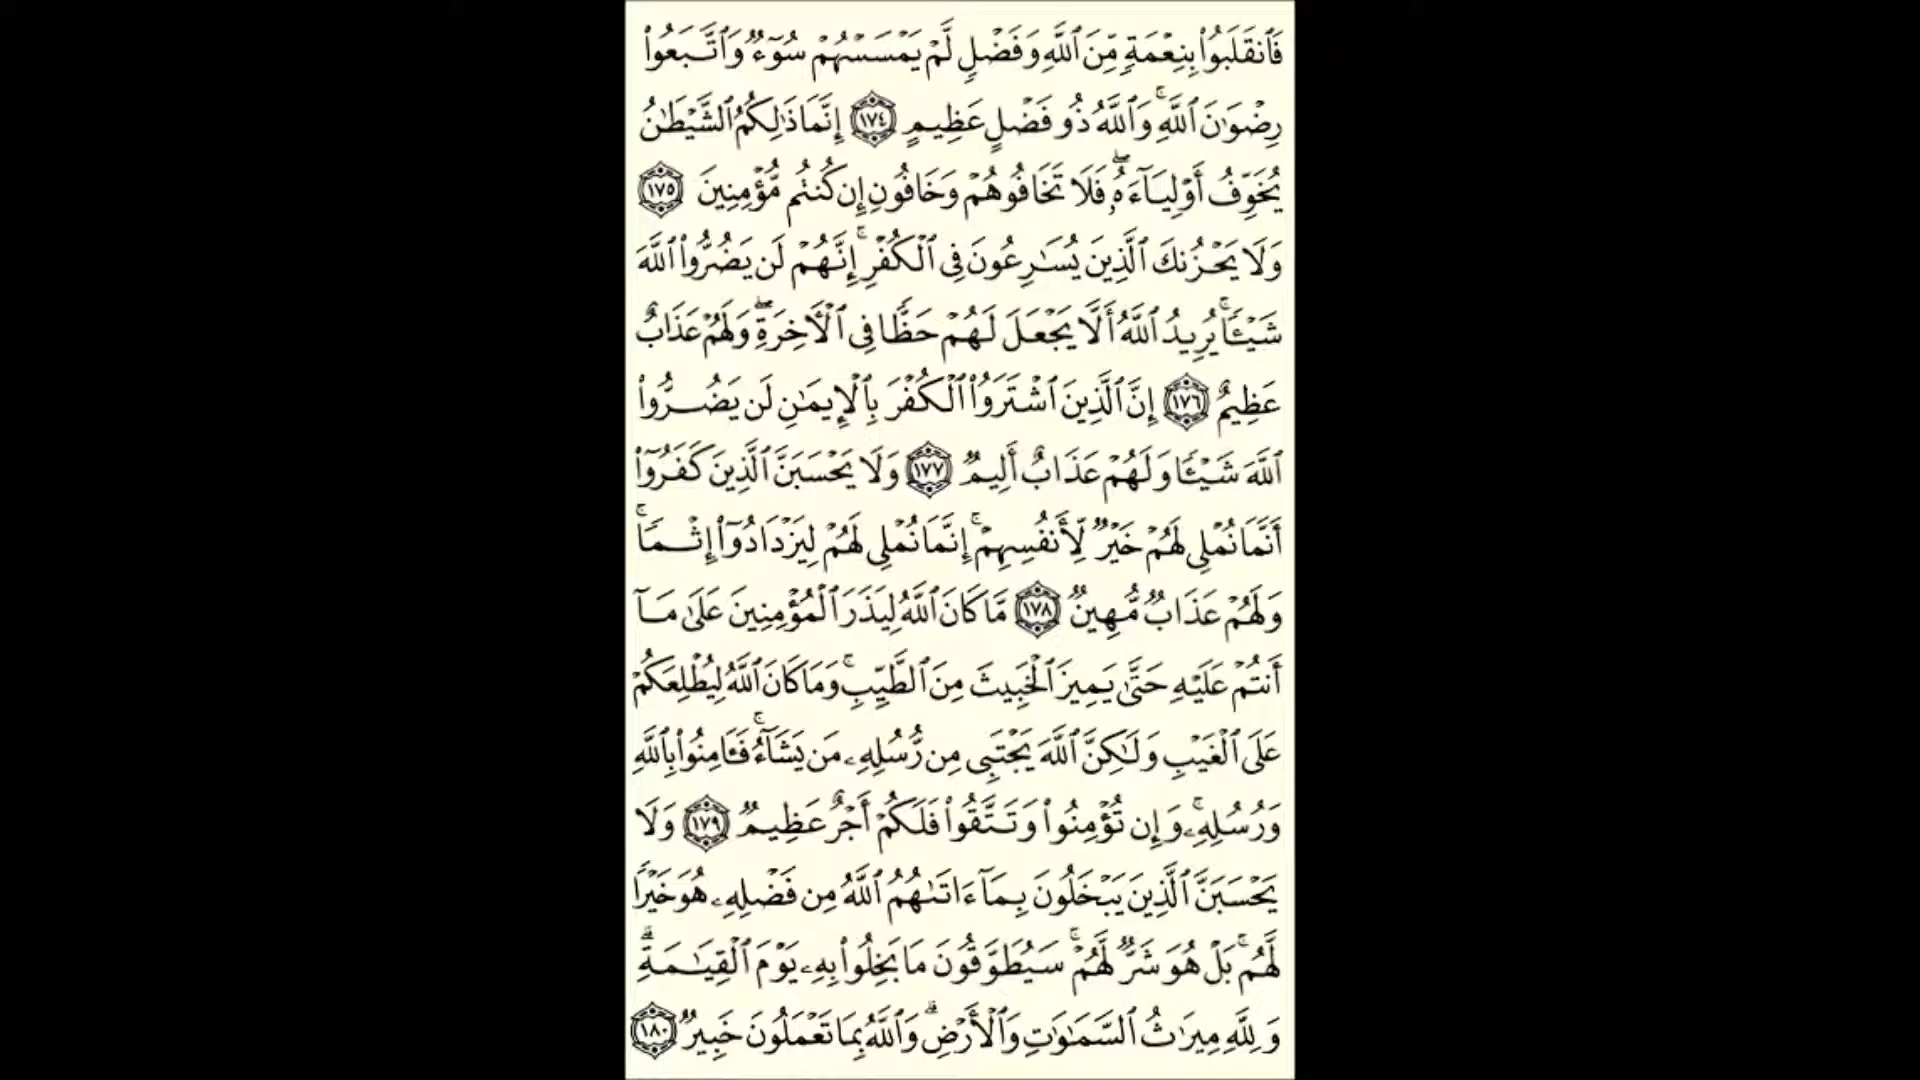 فَٱنقَلَبُوا۟ بِنِعْمَةٍ مِّنَ ٱللَّهِ وَفَضْلٍ لَّمْ يَمْسَسْهُمْ سُوٓءٌ وَٱتَّبَعُوا۟
رِضْوَٰنَ ٱللَّهِ ۗ وَٱللَّهُ ذُو فَضْلٍ عَظِيمٍ ١٧٤ إِنَّمَا ذَٰلِكُمُ ٱلشَّيْطَٰنُ
يُخَوِّفُ أَوْلِيَآءَهُۥ فَلَا تَخَافُوهُمْ وَخَافُونِ إِن كُنتُم مُّؤْمِنِينَ ١٧٥
وَلَا يَحْزُنكَ ٱلَّذِينَ يُسَٰرِعُونَ فِى ٱلْكُفْرِ ۚ إِنَّهُمْ لَن يَضُرُّوا۟ ٱللَّهَ
شَيْـًٔا ۚ يُرِيدُ ٱللَّهُ أَلَّا يَجْعَلَ لَهُمْ حَظًّا فِى ٱلْـَٔاخِرَةِ ۖ وَلَهُمْ عَذَابٌ
عَظِيمٌ ١٧٦ إِنَّ ٱلَّذِينَ ٱشْتَرَوُا۟ ٱلْكُفْرَ بِٱلْإِيمَٰنِ لَن يَضُرُّوا۟
ٱللَّهَ شَيْـًٔا وَلَهُمْ عَذَابٌ أَلِيمٌ ١٧٧ وَلَا يَحْسَبَنَّ ٱلَّذِينَ كَفَرُوٓا۟
أَنَّمَا نُمْلِى لَهُمْ خَيْرٌ لِّأَنفُسِهِمْ ۚ إِنَّمَا نُمْلِى لَهُمْ لِيَزْدَادُوٓا۟ إِثْمًا ۚ
وَلَهُمْ عَذَابٌ مُّهِينٌ ١٧٨ مَّا كَانَ ٱللَّهُ لِيَذَرَ ٱلْمُؤْمِنِينَ عَلَىٰ مَآ
أَنتُمْ عَلَيْهِ حَتَّىٰ يَمِيزَ ٱلْخَبِيثَ مِنَ ٱلطَّيِّبِ ۗ وَمَا كَانَ ٱللَّهُ لِيُطْلِعَكُمْ
عَلَى ٱلْغَيْبِ وَلَٰكِنَّ ٱللَّهَ يَجْتَبِى مِن رُّسُلِهِۦ مَن يَشَآءُ ۖ فَـَٔامِنُوا۟ بِٱللَّهِ
وَرُسُلِهِۦ ۚ وَإِن تُؤْمِنُوا۟ وَتَتَّقُوا۟ فَلَكُمْ أَجْرٌ عَظِيمٌ ١٧٩ وَلَا
يَحْسَبَنَّ ٱلَّذِينَ يَبْخَلُونَ بِمَآ ءَاتَىٰهُمُ ٱللَّهُ مِن فَضْلِهِۦ هُوَ خَيْرًا
لَّهُم ۖ بَلْ هُوَ شَرٌّ لَّهُمْ ۖ سَيُطَوَّقُونَ مَا بَخِلُوا۟ بِهِۦ يَوْمَ ٱلْقِيَٰمَةِ ۗ
وَلِلَّهِ مِيرَٰثُ ٱلسَّمَٰوَٰتِ وَٱلْأَرْضِ ۗ وَٱللَّهُ بِمَا تَعْمَلُونَ خَبِيرٌ ١٨٠